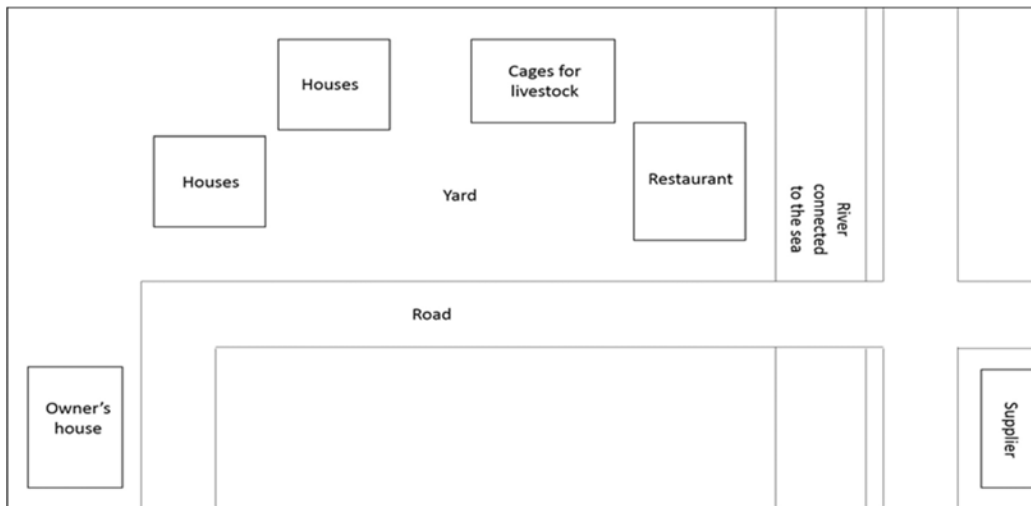 Houses
Cages for
livestock
Houses
Yard
Restaurant
River
connected
to the sea
Road
Owner's
house
Supplier